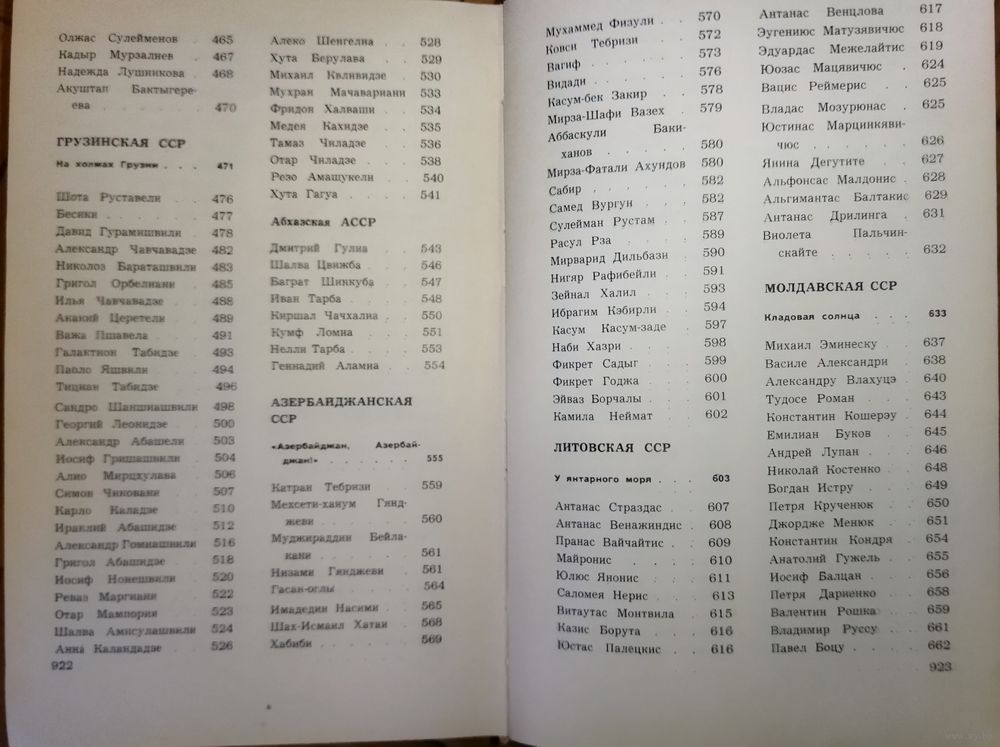 Олжас Сулейменов 465
Кадыр Мурзалиев . 467
Надежда Лушникова . 468
Акуштап Бактыгере-
ева . . . . . . 470
ГРУЗИНСКАЯ ССР
На холмах Грузии . . . 471
Шота Руставели . . 476
Бесики . . . . . 477
Давид Гурамишвили . 478
Александр Чавчавадзе 482
Николоз Бараташвили 483
Григол Орбелиани . 485
Илья Чавчавадзе . . 488
Акакий Церетели . . 489
Важа Пшавела . . 491
Галактион Табидзе . 493
Паоло Яшвили . . 494
Тициан Табидзе . . 496
Сандро Шаншиашвили 498
Георгий Леонидзе . . 500
Александр Абашели . 503
Иосиф Гришашвили . 504
Алио Мирцхулава . 506
Симон Чиковани . . 507
Карло Каладзе . . 510
Ираклий Абашидзе . 512
Александр Гомиашвили 516
Григол Абашидзе . . 518
Иосиф Нонешвили . 520
Реваз Маргиани . . 522
Отар Мампория . . 523
Шалва Амисулашвили 524
Анна Каландадзе . . 526
922
Алеко Шенгелиа . . 528
Хута Берулава . . 529
Михаил Квливидзе . 530
Мухран Мачавариани 533
Фридон Халваши . . 534
Медея Кахидзе . . 535
Тамаз Чиладзе . . 536
Отар Чиладзе . . 538
Резо Амашукели . . 540
Хута Гагуа . . . 541
Абхазская АССР
Дмитрий Гулиа . . 543
Шалва Цвижба . . 546
Баграт Шинкуба . . 547
Иван Тарба . . . 548
Киршал Чачхалиа . . 550
Кумф Ломиа . . . 551
Нелли Тарба . . . 553
Геннадий Аламиа . . 554
АЗЕРБАЙДЖАНСКАЯ
ССР
«Азербайджан, Азербай-
джан!» . . . . . . 555
Катран Тебризи . . 559
Мехсети-ханум Гянд-
жеви . . . . . 560
Муджираддин Бейла-
кани . . . . . 561
Низами Гянджеви . 561
Гасан-оглы . . . . 564
Имадедин Насими . 565
Шах-Исмаил Хатаи . 568
Хабиби . . . . . 569
Мухаммед Физули . . 570
Ковси Тебризи . . 572
Вагиф . . . . . 573
Видади . . . . . 576
Касум-бек Закир . . 578
Мирза-Шафи Вазех . 579
Аббаскули Баки-
ханов . . . . . 580
Мирза-Фатали Ахундов 580
Сабир . . . . . . 582
Самед Вургун . . . 582
Сулейман Рустам . . 587
Расул Рза . . . . 589
Мирварид Дильбази . 590
Нигяр Рафибейли . . 591
Зейнал Халил . . . 593
Ибрагим Кэбирли . . 594
Касум Касум-заде . 597
Наби Хазри . . . . 598
Фикрет Садыг . . . 599
Фикрет Годжа . . . 600
Эйваз Борчалы . . 601
Камила Неймат . . 602
ЛИТОВСКАЯ ССР
У янтарного моря . . . 603
Антанас Страздас . . 607
Антанас Венажиндис . 608
Пранас Вайчайтис . . 609
Майронис . . . . 610
Юлюс Янонис . . . 611
Саломея Нерис . . . 613
Витаутас Монтвила . 615
Казис Борута . . . 616
Юстас Палецкис . . 616
Антанас Венцлова 617
Эугениюс Матузявичюс 618
Эдуардас Межелайтис 619
Юозас Мацявичюс . 624
Вацис Реймерис . . 625
Владас Мозурюнас . 625
Юстинас Марцинкяви-
чюс . . . . . . 626
Янина Дегутите . . 627
Альфонсас Малдонис . 628
Альгимантас Балтакис 629
Антанас Дрилинга . 631
Виолета Пальчин-
скайте . . . . . 632
МОЛДАВСКАЯ ССР
Кладовая солнца . . . 633
Михаил Эминеску . . 637
Василе Александри . 638
Александру Влахуцэ . 640
Тудосе Роман . . . 643
Константин Кошерэу . 644
Емилиан Буков . . 645
Андрей Лупан . . . 646
Николай Костенко . . 648
Богдан Истру . . . 649
Петря Крученюк . . 650
Джордже Менюк . . 651
Константин Кондря . 654
Анатолий Гужель . . 655
Иосиф Балцан . . . 656
Петря Дариенко . . 658
Валентин Рошка . . 659
Владимир Руссу . . 661
Павел Боцу . . . . 662
923